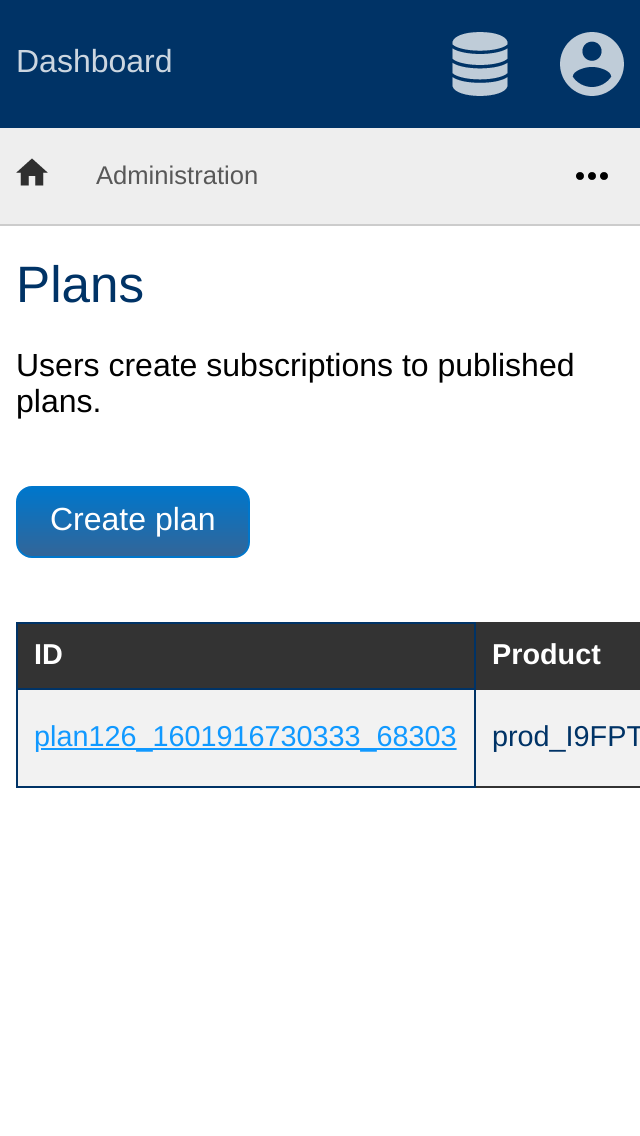 Dashboard
Administration
Plans
Users create subscriptions to published
plans.
Create plan
ID Product
plan126_1601916730333_68303 prod_I9FPT